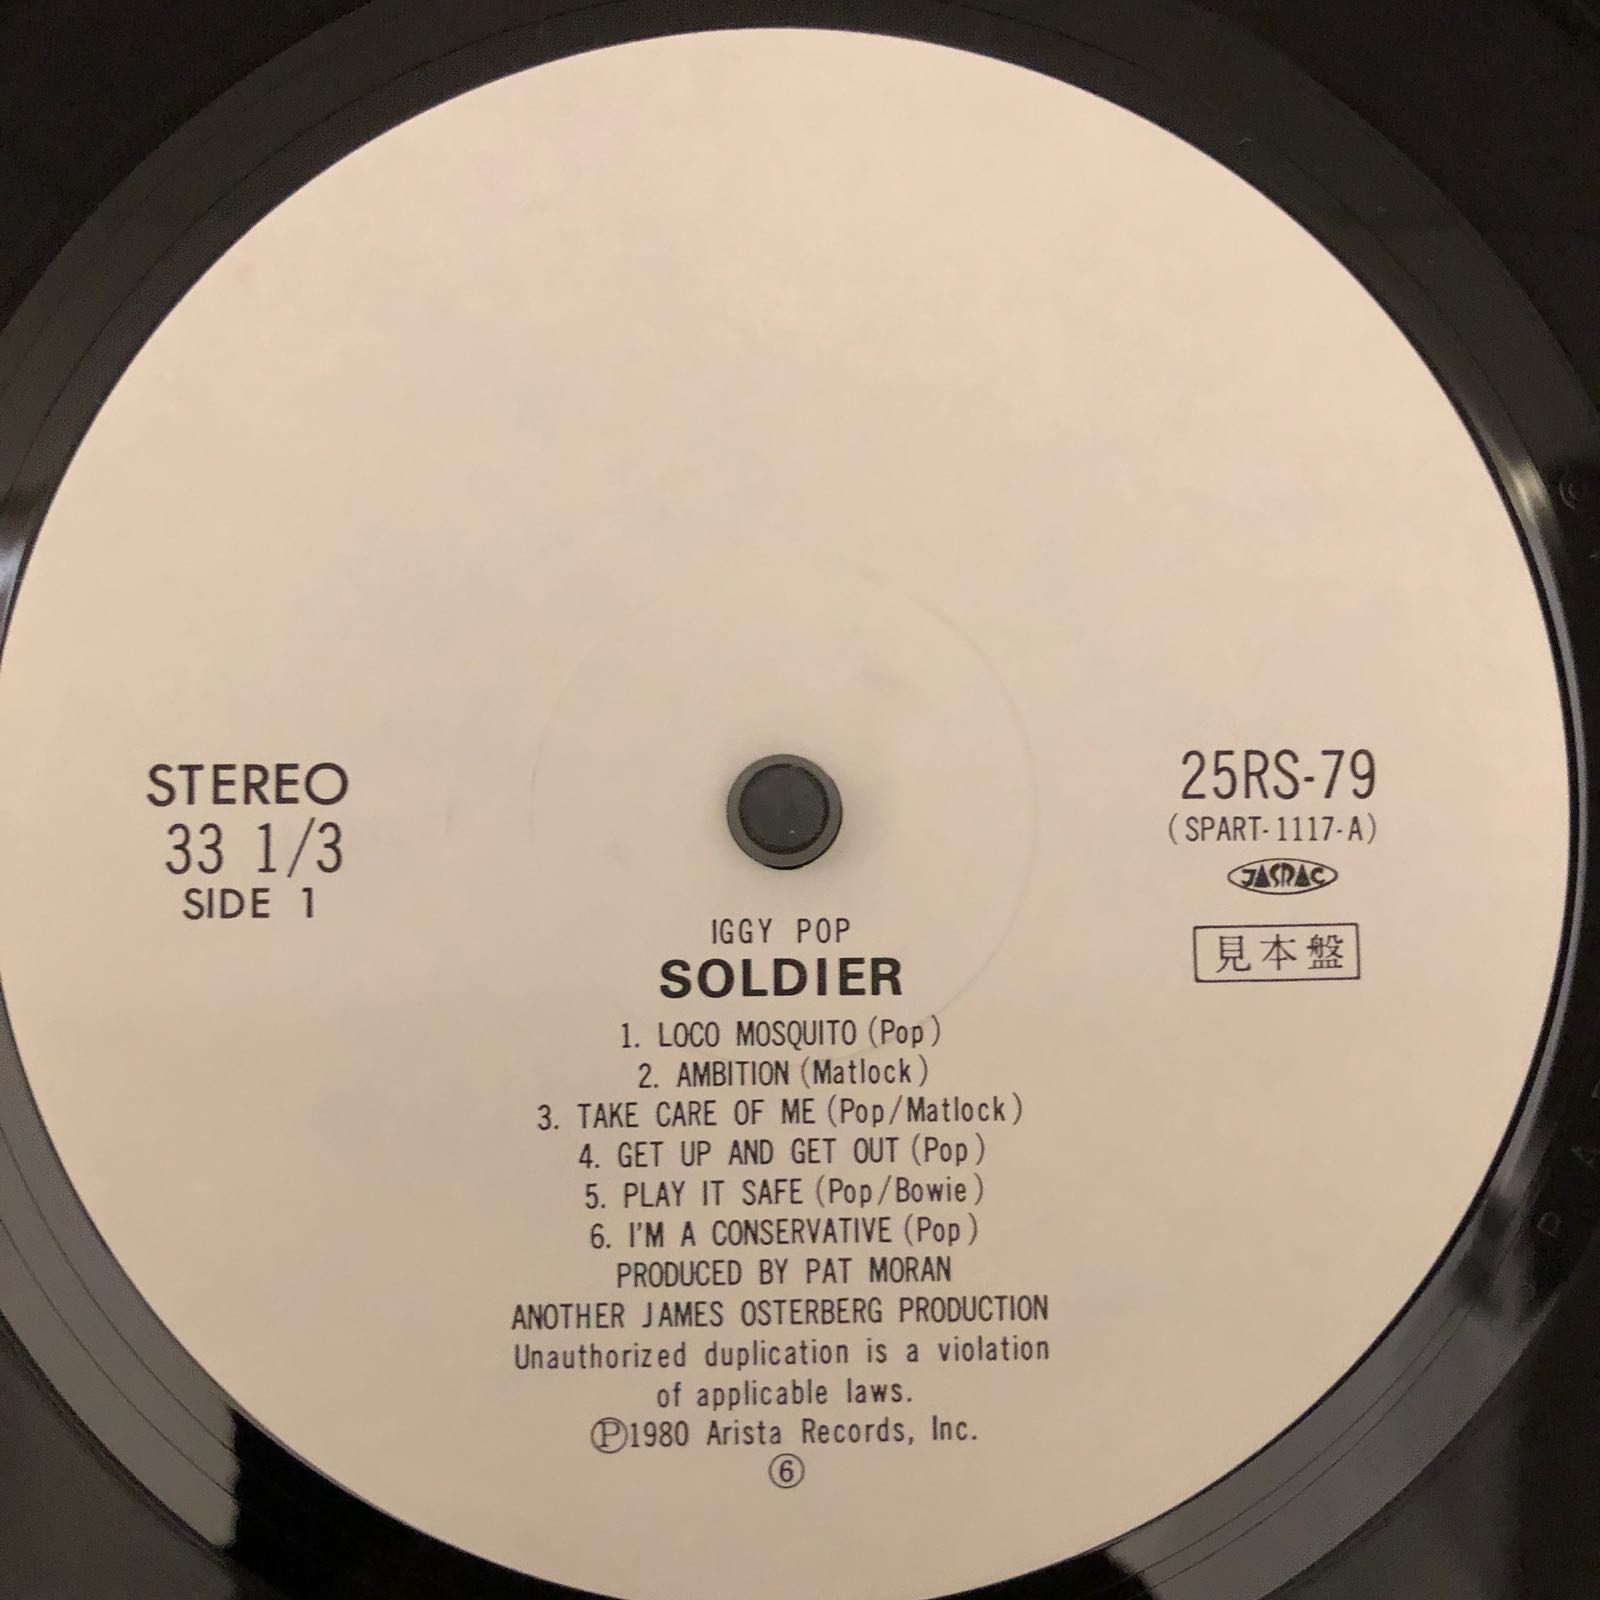 STEREO
33 1/3
SIDE 1
25RS-79
(SPART-1117-A)
JASRAC
見本盤
IGGY POP
SOLDIER
1. LOCO MOSQUITO (Pop)
2. AMBITION (Matlock)
3. TAKE CARE OF ME (Pop/Matlock)
4. GET UP AND GET OUT (Pop)
5. PLAY IT SAFE (Pop/Bowie)
6. I'M A CONSERVATIVE (Pop)
PRODUCED BY PAT MORAN
ANOTHER JAMES OSTERBERG PRODUCTION
Unauthorized duplication is a violation
of applicable laws.
Ⓟ1980 Arista Records, Inc.
⑥